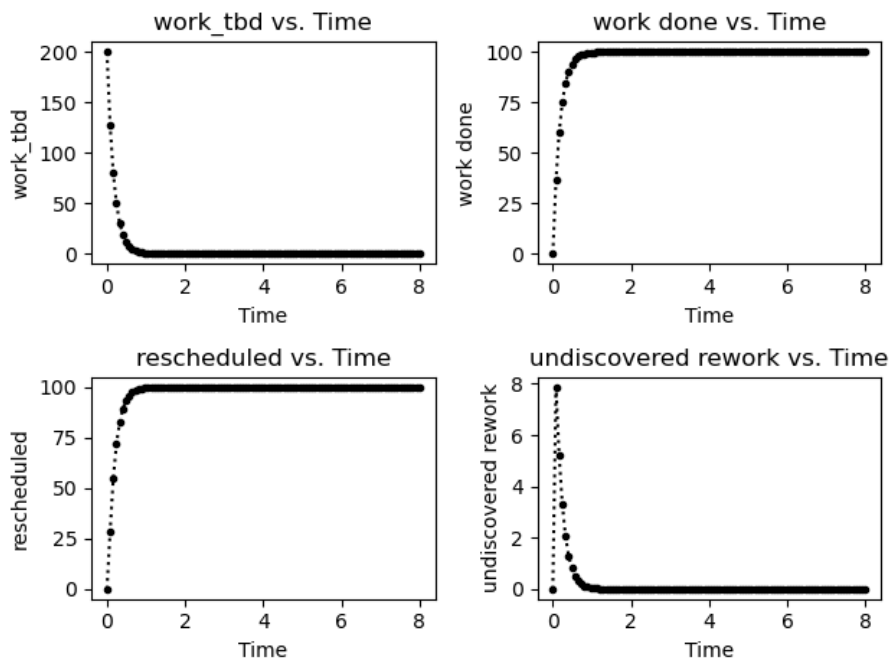 work_tbd vs. Time
work_tbd
200
150
100
50
0
0 2 4 6 8
Time
work done vs. Time
work done
100
75
50
25
0
0 2 4 6 8
Time
rescheduled vs. Time
rescheduled
100
75
50
25
0
0 2 4 6 8
Time
undiscovered rework vs. Time
undiscovered rework
8
6
4
2
0
0 2 4 6 8
Time